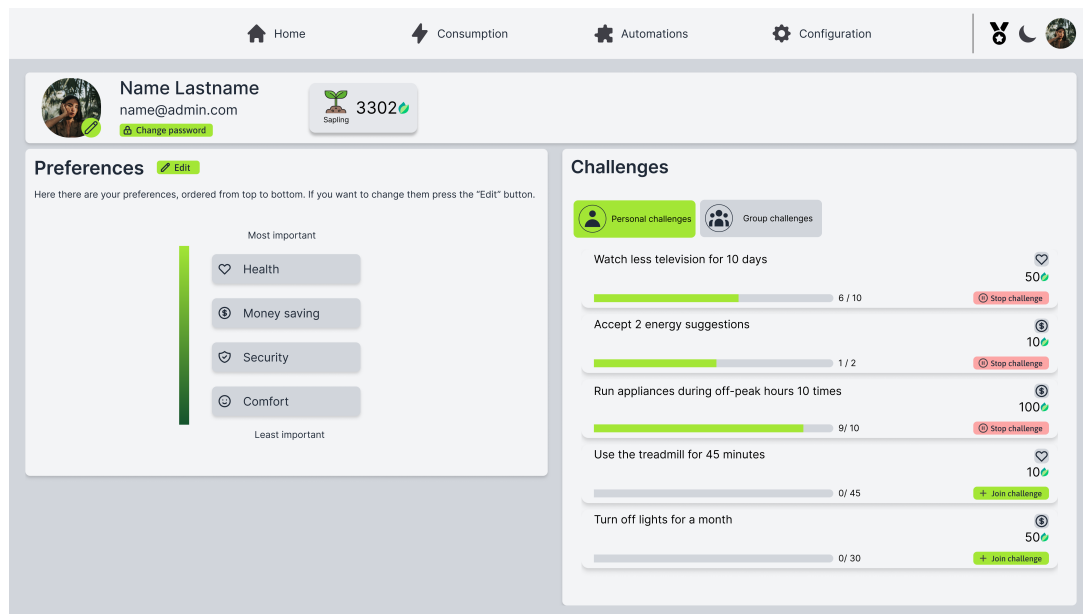 Home
Consumption
Automations
Configuration
Name Lastname
name@admin.com
Change password
Sapling
3302
Preferences
Edit
Here there are your preferences, ordered from top to bottom. If you want to change them press the “Edit” button.
Most important
Health
Money saving
Security
Comfort
Least important
Challenges
Personal challenges
Group challenges
Watch less television for 10 days
50
6 / 10
Stop challenge
Accept 2 energy suggestions
10
1 / 2
Stop challenge
Run appliances during off-peak hours 10 times
100
9/ 10
Stop challenge
Use the treadmill for 45 minutes
10
0/ 45
+ Join challenge
Turn off lights for a month
50
0/ 30
+ Join challenge